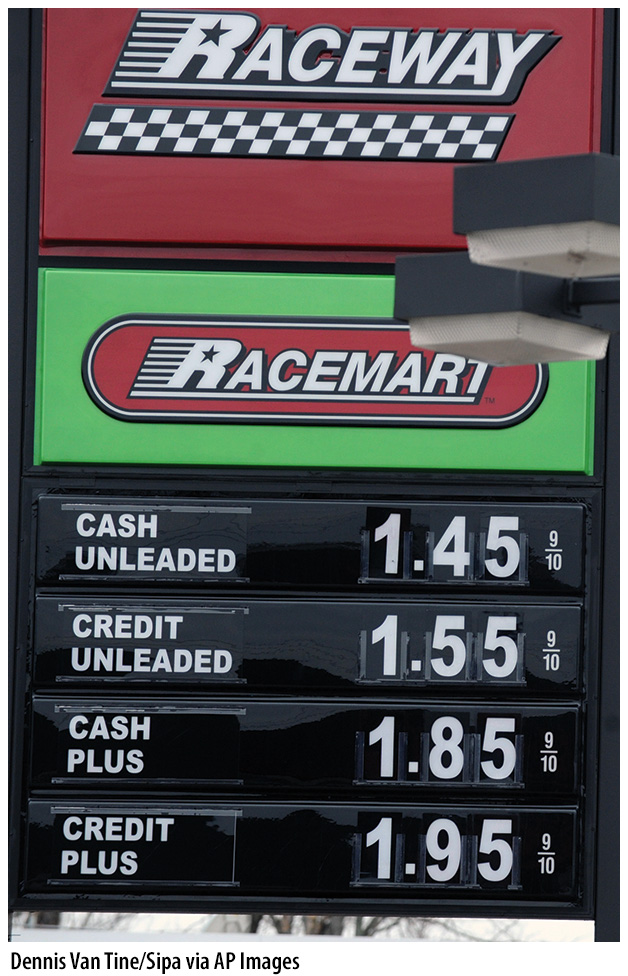 RACEWAY
RACEMART™
CASH
UNLEADED
1.45 9/10
CREDIT
UNLEADED
1.55 9/10
CASH
PLUS
1.85 9/10
CREDIT
PLUS
1.95 9/10
Dennis Van Tine/Sipa via AP Images